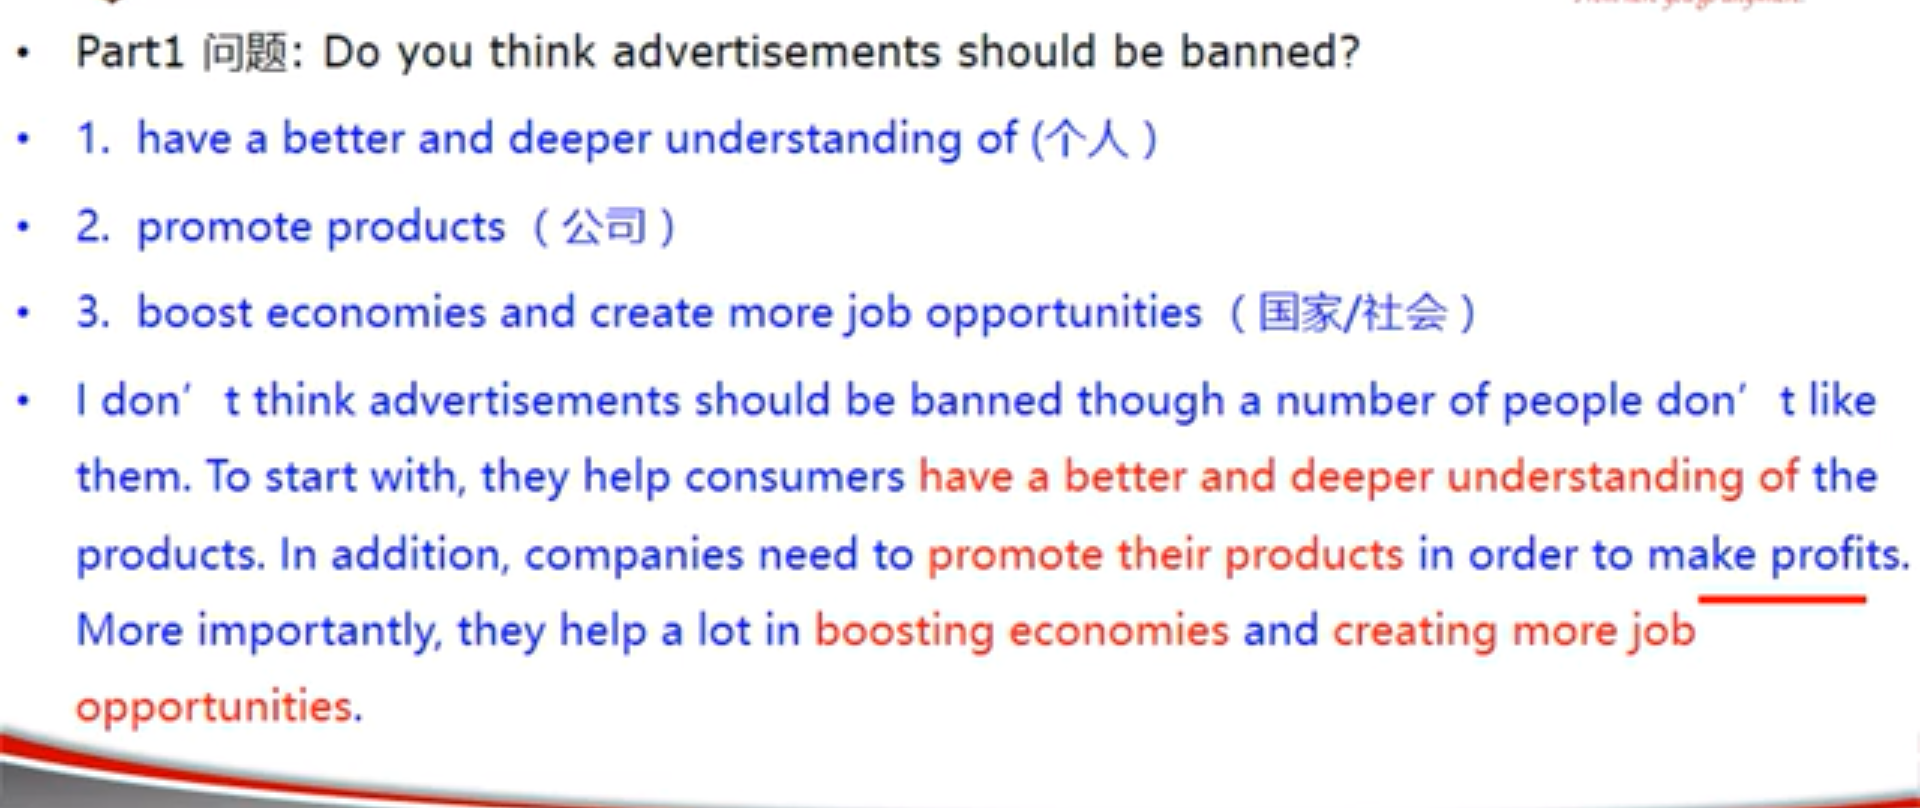 • Part1 问题: Do you think advertisements should be banned?
• 1. have a better and deeper understanding of (个人)
• 2. promote products （公司）
• 3. boost economies and create more job opportunities （国家/社会）
• I don’t think advertisements should be banned though a number of people don’t like
them. To start with, they help consumers have a better and deeper understanding of the
products. In addition, companies need to promote their products in order to make profits.
More importantly, they help a lot in boosting economies and creating more job
opportunities.